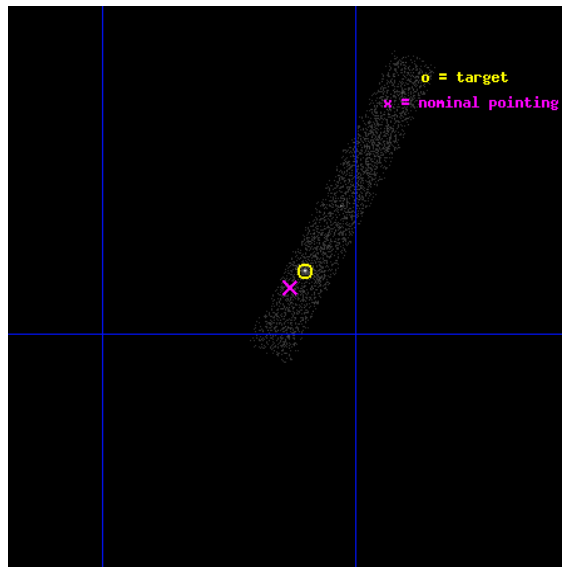 o = target
x = nominal pointing